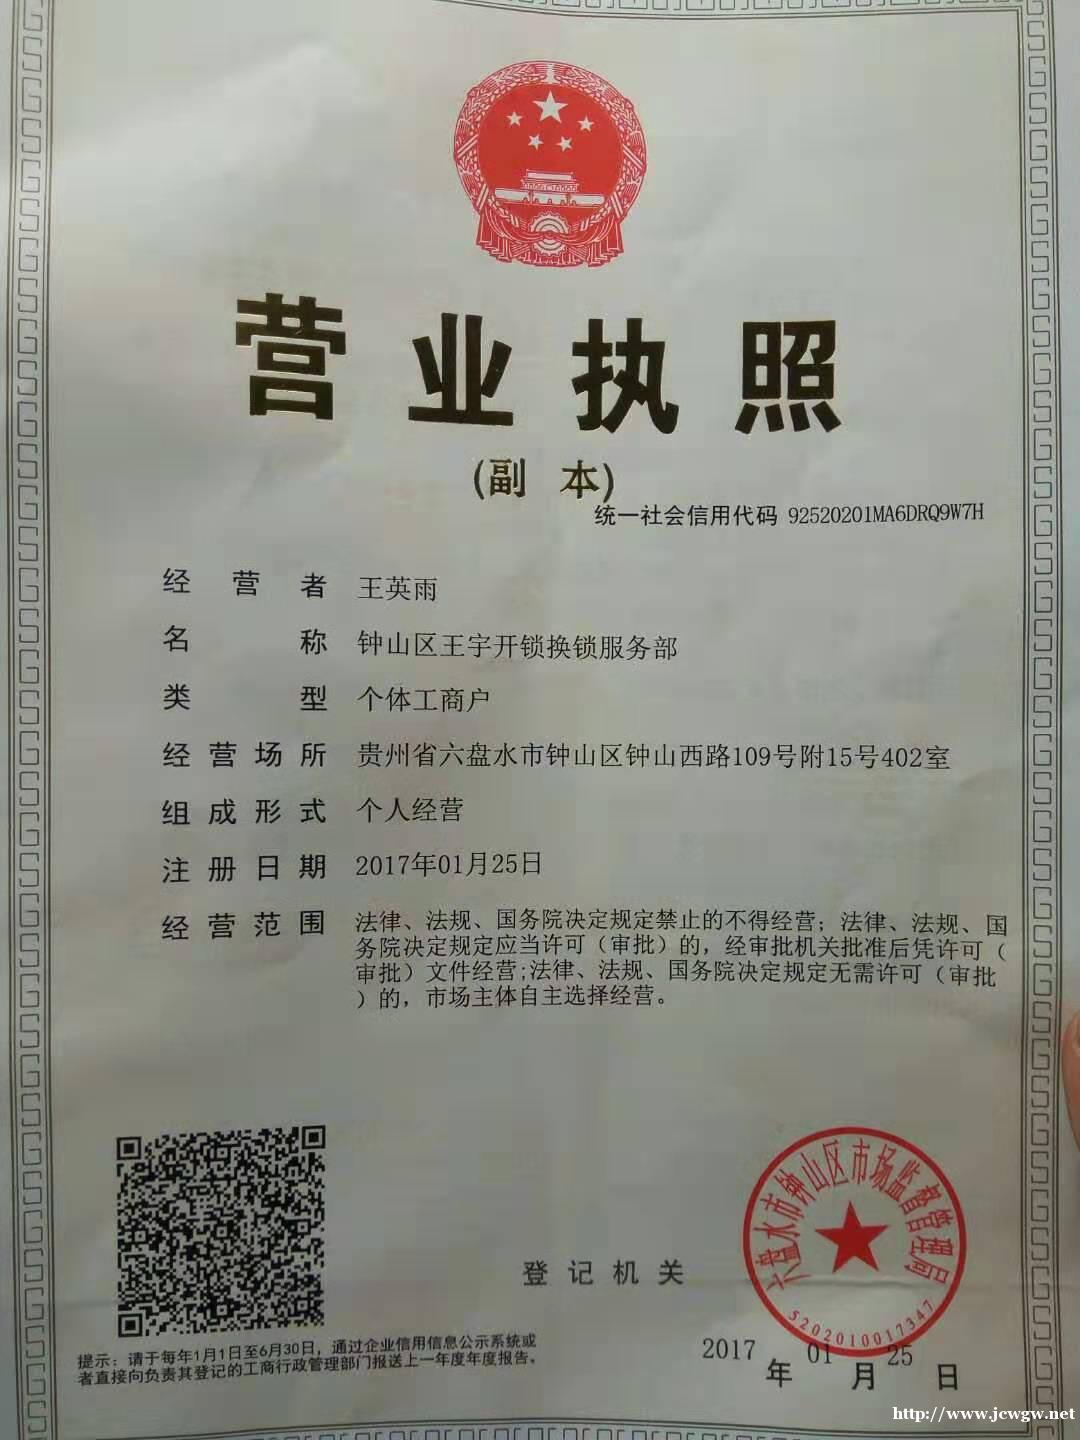 营业执照
(副 本)
统一社会信用代码 92520201MA6DRQ9W7H
经营者 王英雨
名称 钟山区王宇开锁换锁服务部
类型 个体工商户
经营场所 贵州省六盘水市钟山区钟山西路109号附15号402室
组成形式 个人经营
注册日期 2017年01月25日
经营范围 法律、法规、国务院决定规定禁止的不得经营；法律、法规、国
务院决定规定应当许可（审批）的，经审批机关批准后凭许可（
审批）文件经营;法律、法规、国务院决定规定无需许可（审批
）的，市场主体自主选择经营。
六盘水市钟山区市场监督管理局
5202010017347
登记机关
2017年01月25日
提示：请于每年1月1日至6月30日，通过企业信用信息公示系统或
者直接向负责其登记的工商行政管理部门报送上一年度年度报告。
http://www.jcwgw.net